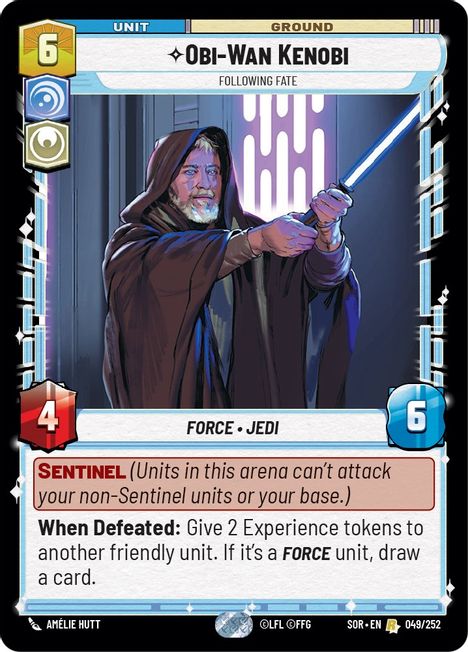 UNIT
GROUND
6
✧OBI-WAN KENOBI
FOLLOWING FATE
4
6
FORCE • JEDI
SENTINEL (Units in this arena can't attack
your non-Sentinel units or your base.)
When Defeated: Give 2 Experience tokens to
another friendly unit. If it's a FORCE unit, draw
a card.
AMÉLIE HUTT
©LFL ©FFG
SOR•EN
R
049/252